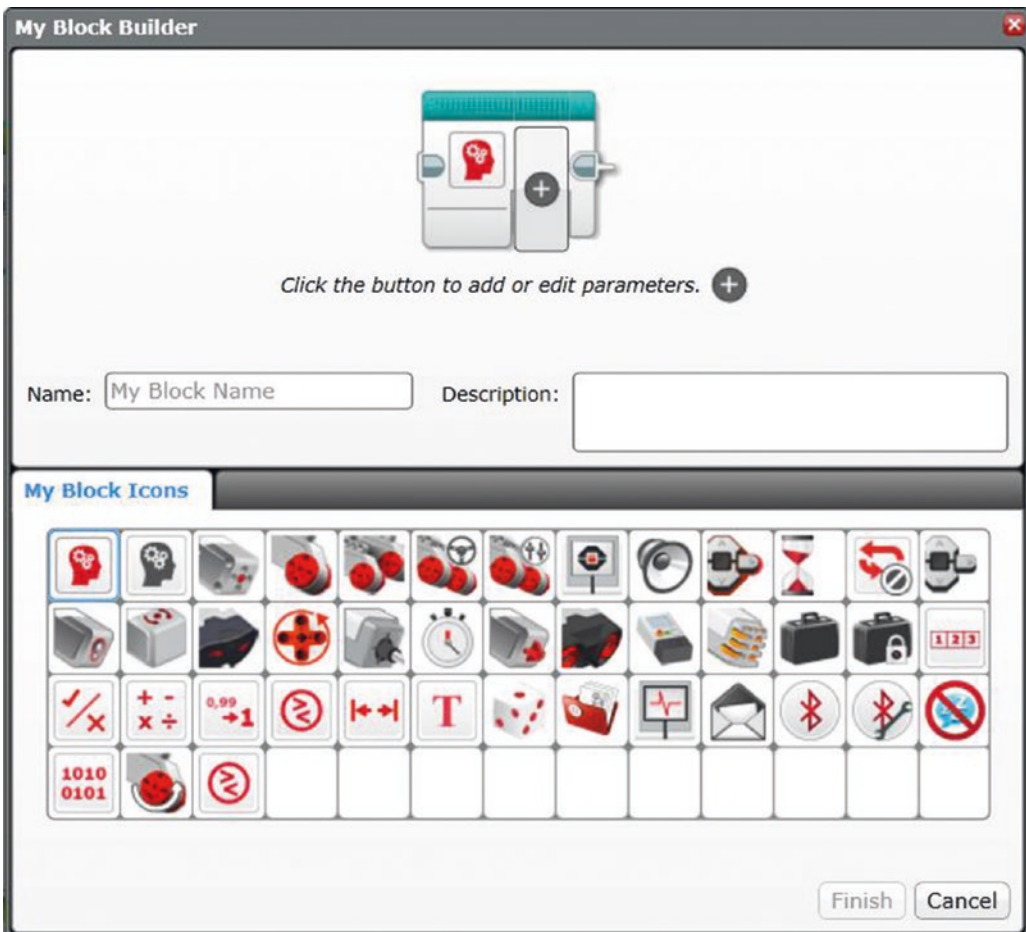 My Block Builder
Click the button to add or edit parameters.
Name: My Block Name Description:
My Block Icons
1 2 3
0,99
→1
T
1010
0101
Finish Cancel